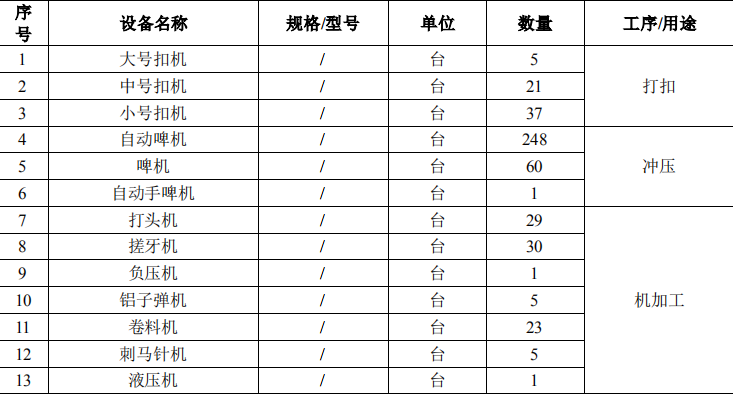 序号 设备名称 规格/型号 单位 数量 工序/用途
1 大号扣机 / 台 5 打扣
2 中号扣机 / 台 21
3 小号扣机 / 台 37
4 自动啤机 / 台 248 冲压
5 啤机 / 台 60
6 自动手啤机 / 台 1
7 打头机 / 台 29 机加工
8 搓牙机 / 台 30
9 负压机 / 台 1
10 铝子弹机 / 台 5
11 卷料机 / 台 23
12 刺马针机 / 台 5
13 液压机 / 台 1